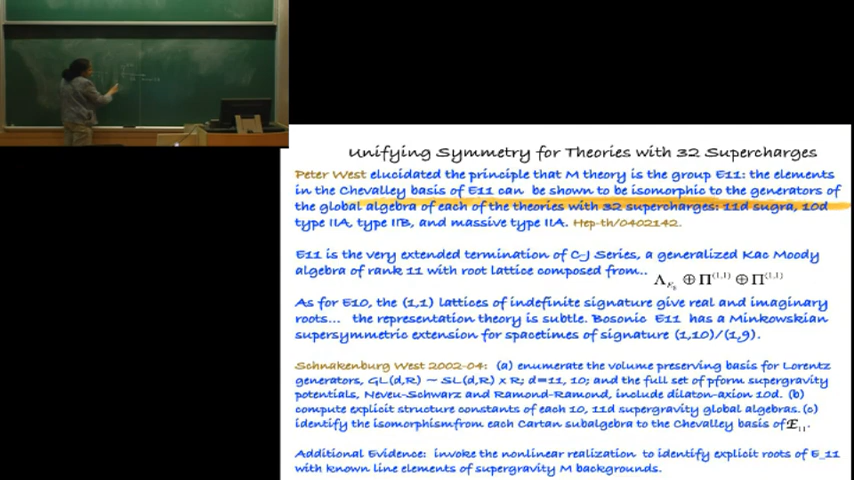 Unifying Symmetry for Theories with 32 Supercharges
Peter West elucidated the principle that M theory is the group E11: the elements
in the Chevalley basis of E11 can be shown to be isomorphic to the generators of
the global algebra of each of the theories with 32 supercharges: 11d sugra, 10d
type IIA, type IIB, and massive type IIA. Hep-th/0402142.
E11 is the very extended termination of C-J Series, a generalized Kac Moody
algebra of rank 11 with root lattice composed from.. Λ_{E_8} ⊕ Π^{(1,1)} ⊕ Π^{(1,1)}
As for E10, the (1,1) lattices of indefinite signature give real and imaginary
roots... the representation theory is subtle. Bosonic E11 has a Minkowskian
supersymmetric extension for spacetimes of signature (1,10)/(1,9).
Schnakenburg West 2002-04: (a) enumerate the volume preserving basis for Lorentz
generators, GL(d,R) ~ SL(d,R) x R; d=11, 10; and the full set of pform supergravity
potentials, Neveu-Schwarz and Ramond-Ramond, include dilaton-axion 10d. (b)
compute explicit structure constants of each 10, 11d supergravity global algebras. (c)
identify the isomorphismfrom each Cartan subalgebra to the Chevalley basis of E_{11}.
Additional Evidence: invoke the nonlinear realization to identify explicit roots of E_11
with known line elements of supergravity M backgrounds.